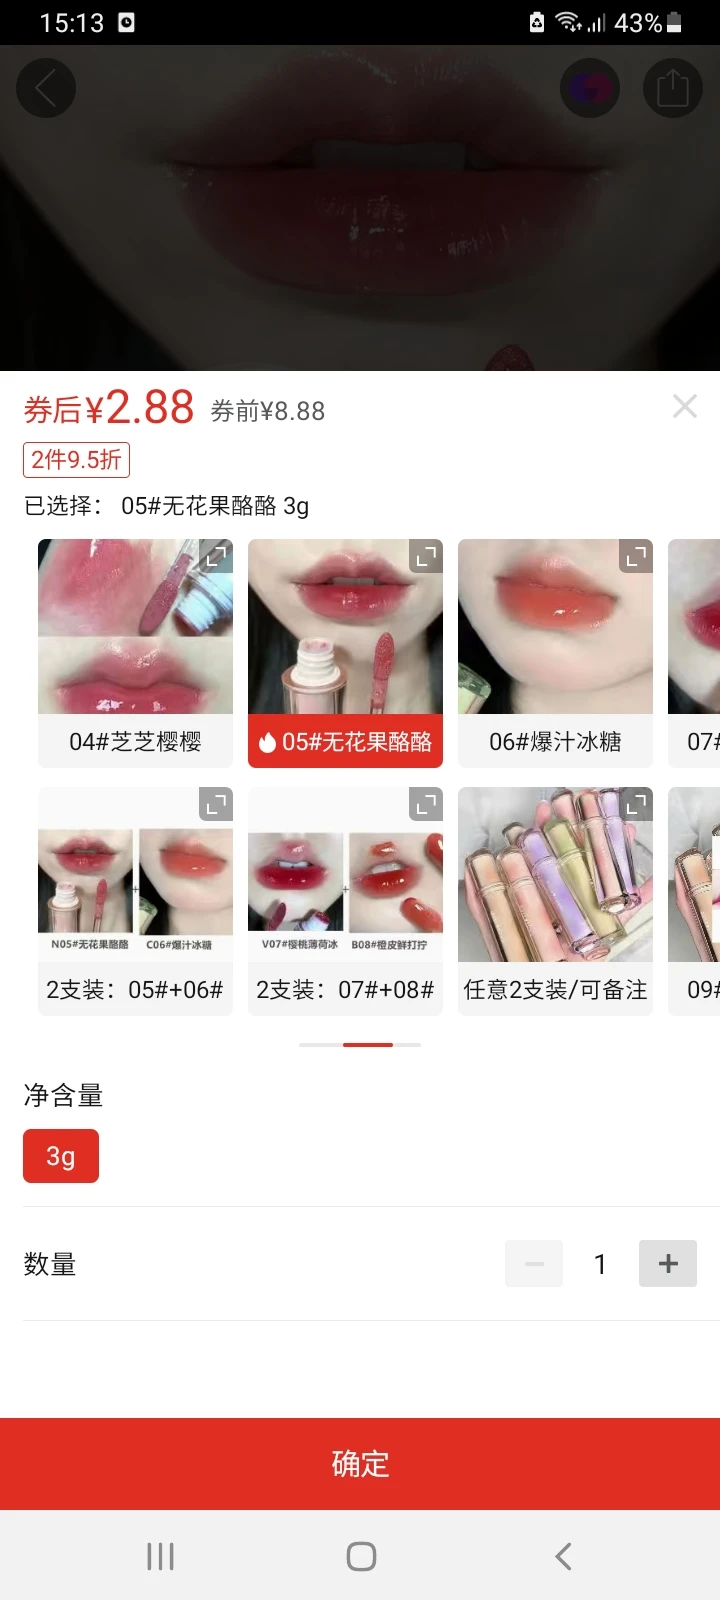 15:13
43%
券后¥2.88 券前¥8.88
2件9.5折
已选择： 05#无花果酪酪 3g
04#芝芝樱樱
05#无花果酪酪
06#爆汁冰糖
07#
N05#无花果酪酪 C06#爆汁冰糖
V07#樱桃薄荷冰 B08#橙皮鲜打拧
2支装：05#+06#
2支装：07#+08#
任意2支装/可备注
09#
净含量
3g
数量
1
确定